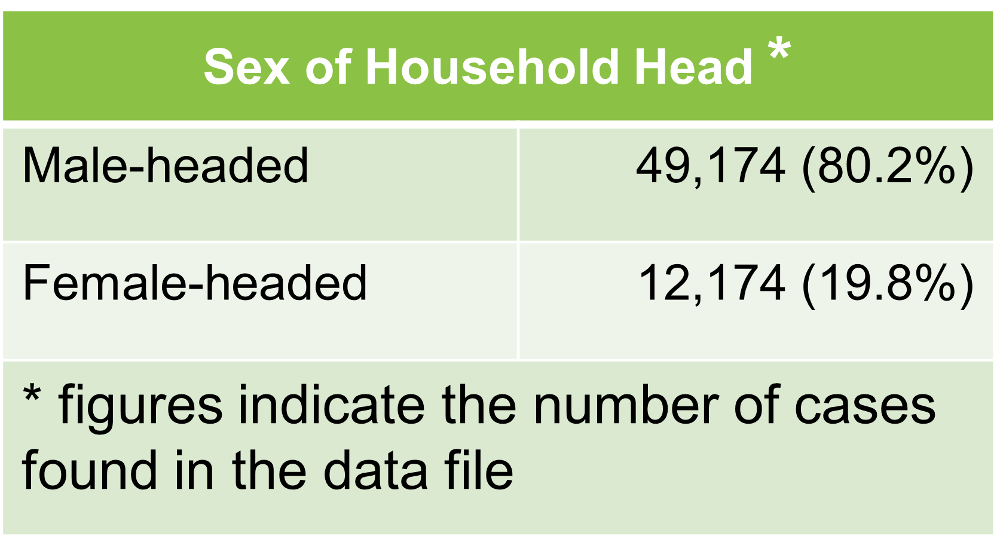 Sex of Household Head *
Male-headed 49,174 (80.2%)
Female-headed 12,174 (19.8%)
* figures indicate the number of cases
found in the data file